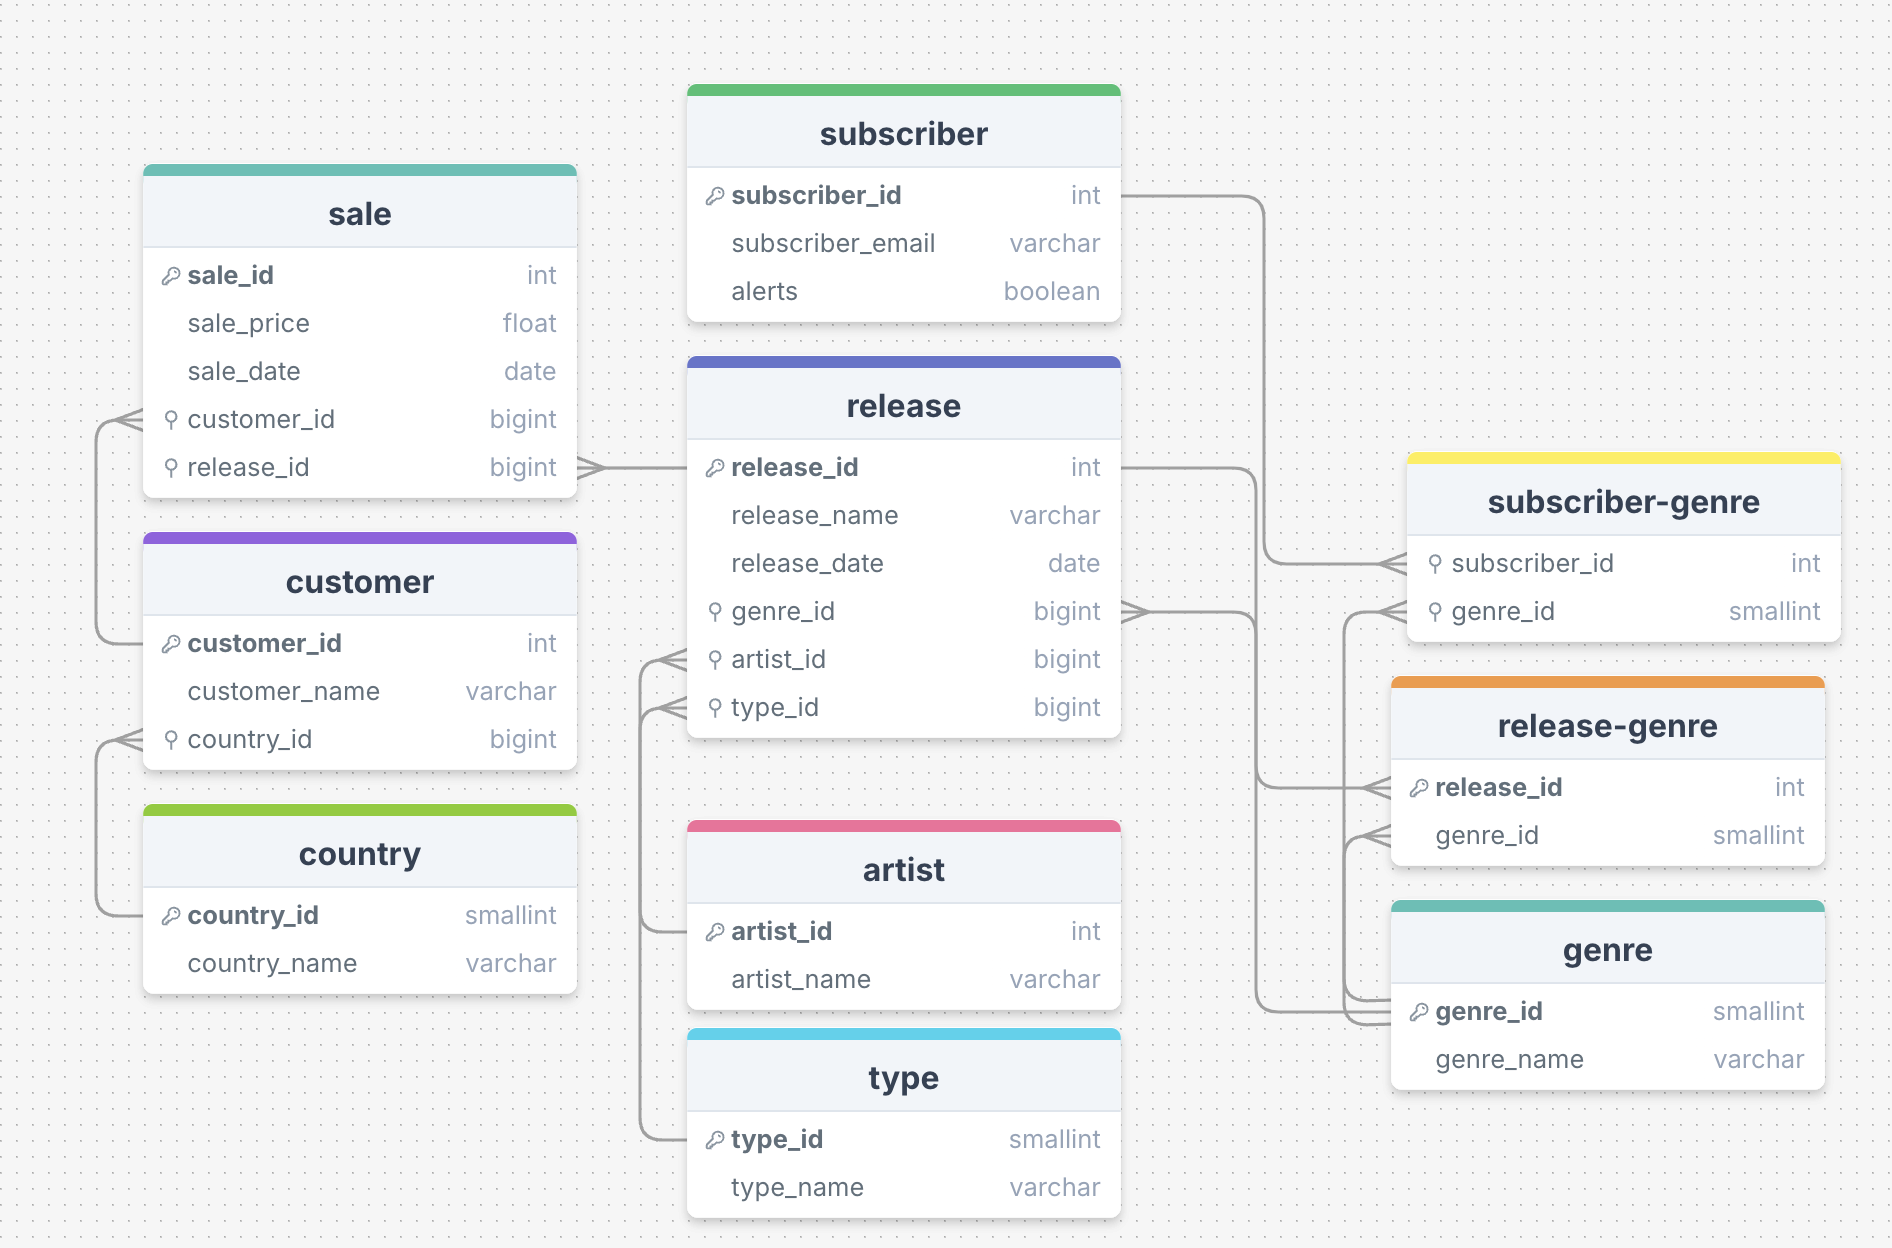 sale
sale_id int
sale_price float
sale_date date
customer_id bigint
release_id bigint
customer
customer_id int
customer_name varchar
country_id bigint
country
country_id smallint
country_name varchar
subscriber
subscriber_id int
subscriber_email varchar
alerts boolean
release
release_id int
release_name varchar
release_date date
genre_id bigint
artist_id bigint
type_id bigint
artist
artist_id int
artist_name varchar
type
type_id smallint
type_name varchar
subscriber-genre
subscriber_id int
genre_id smallint
release-genre
release_id int
genre_id smallint
genre
genre_id smallint
genre_name varchar